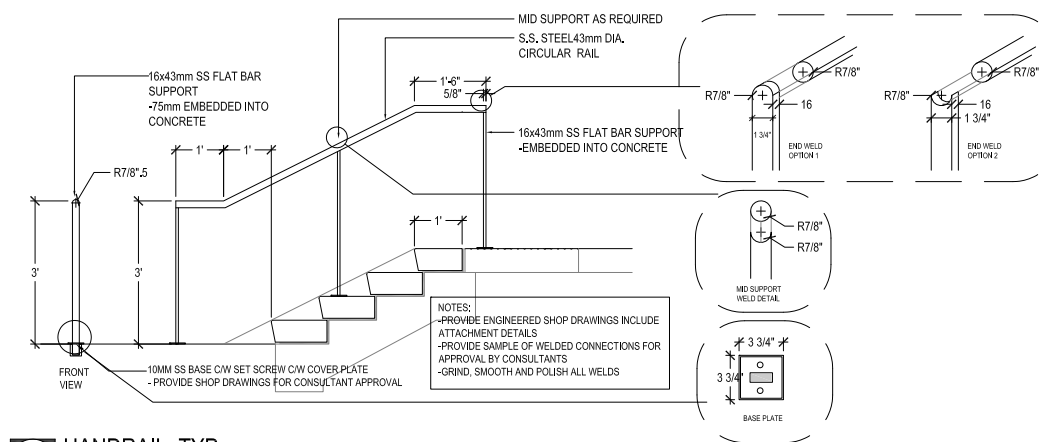 MID SUPPORT AS REQUIRED
S.S. STEEL43mm DIA.
CIRCULAR RAIL
16x43mm SS FLAT BAR
SUPPORT
-75mm EMBEDDED INTO
CONCRETE
1'-6"
5/8"
16x43mm SS FLAT BAR SUPPORT
-EMBEDDED INTO CONCRETE
1'
1'
R7/8".5
3'
3'
1'
FRONT
VIEW
10MM SS BASE C/W SET SCREW C/W COVER PLATE
- PROVIDE SHOP DRAWINGS FOR CONSULTANT APPROVAL
NOTES:
-PROVIDE ENGINEERED SHOP DRAWINGS INCLUDE
ATTACHMENT DETAILS
-PROVIDE SAMPLE OF WELDED CONNECTIONS FOR
APPROVAL BY CONSULTANTS
-GRIND, SMOOTH AND POLISH ALL WELDS
R7/8"
R7/8"
16
1 3/4"
END WELD
OPTION 1
R7/8"
R7/8"
16
1 3/4"
END WELD
OPTION 2
R7/8"
R7/8"
MID SUPPORT
WELD DETAIL
3 3/4"
3 3/4"
BASE PLATE
HANDRAIL, TYP.